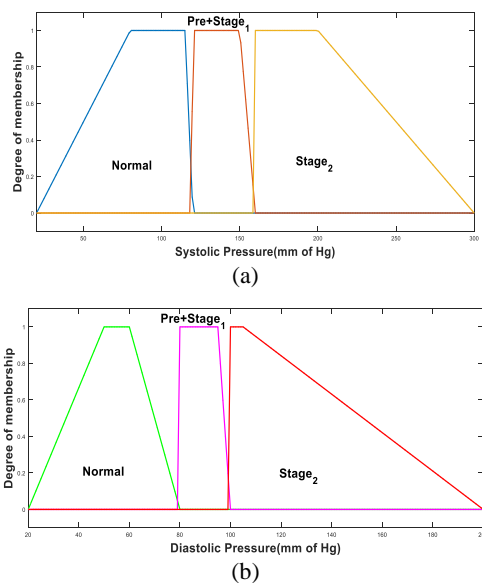 Pre+Stage1
1
0.8
0.6
0.4
0.2
0
Degree of membership
Normal
Stage2
50 100 150 200 250 300
Systolic Pressure(mm of Hg)
(a)
Pre+Stage1
1
0.8
0.6
0.4
0.2
0
Degree of membership
Normal
Stage2
20 40 60 80 100 120 140 160 180 200
Diastolic Pressure(mm of Hg)
(b)